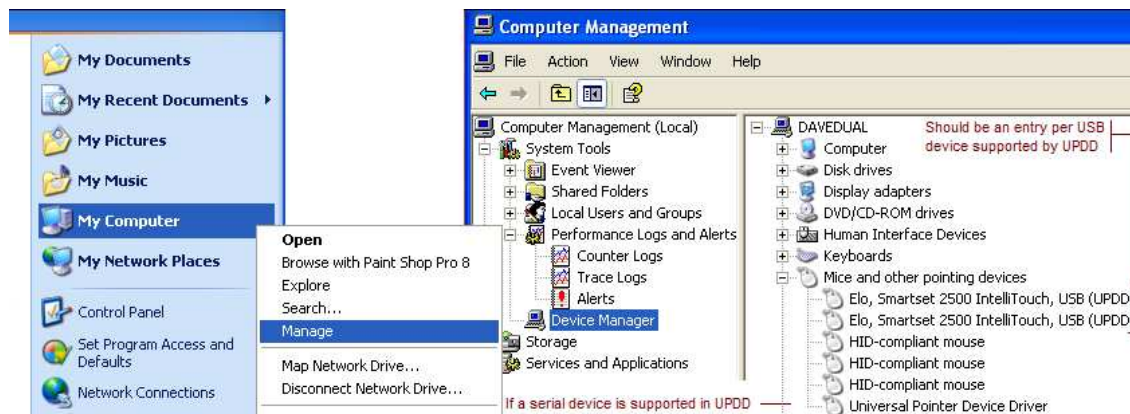 My Documents
My Recent Documents
My Pictures
My Music
My Computer
My Network Places
Control Panel
Set Program Access and
Defaults
Network Connections
Open
Browse with Paint Shop Pro 8
Explore
Search...
Manage
Map Network Drive...
Disconnect Network Drive...
Computer Management
File Action View Window Help
Computer Management (Local)
System Tools
Event Viewer
Shared Folders
Local Users and Groups
Performance Logs and Alerts
Counter Logs
Trace Logs
Alerts
Device Manager
Storage
Services and Applications
If a serial device is supported in UPDD
DAVEDUAL
Should be an entry per USB
device supported by UPDD
Computer
Disk drives
Display adapters
DVD/CD-ROM drives
Human Interface Devices
Keyboards
Mice and other pointing devices
Elo, Smartset 2500 IntelliTouch, USB (UPDD
Elo, Smartset 2500 IntelliTouch, USB (UPDD
HID-compliant mouse
HID-compliant mouse
HID-compliant mouse
Universal Pointer Device Driver